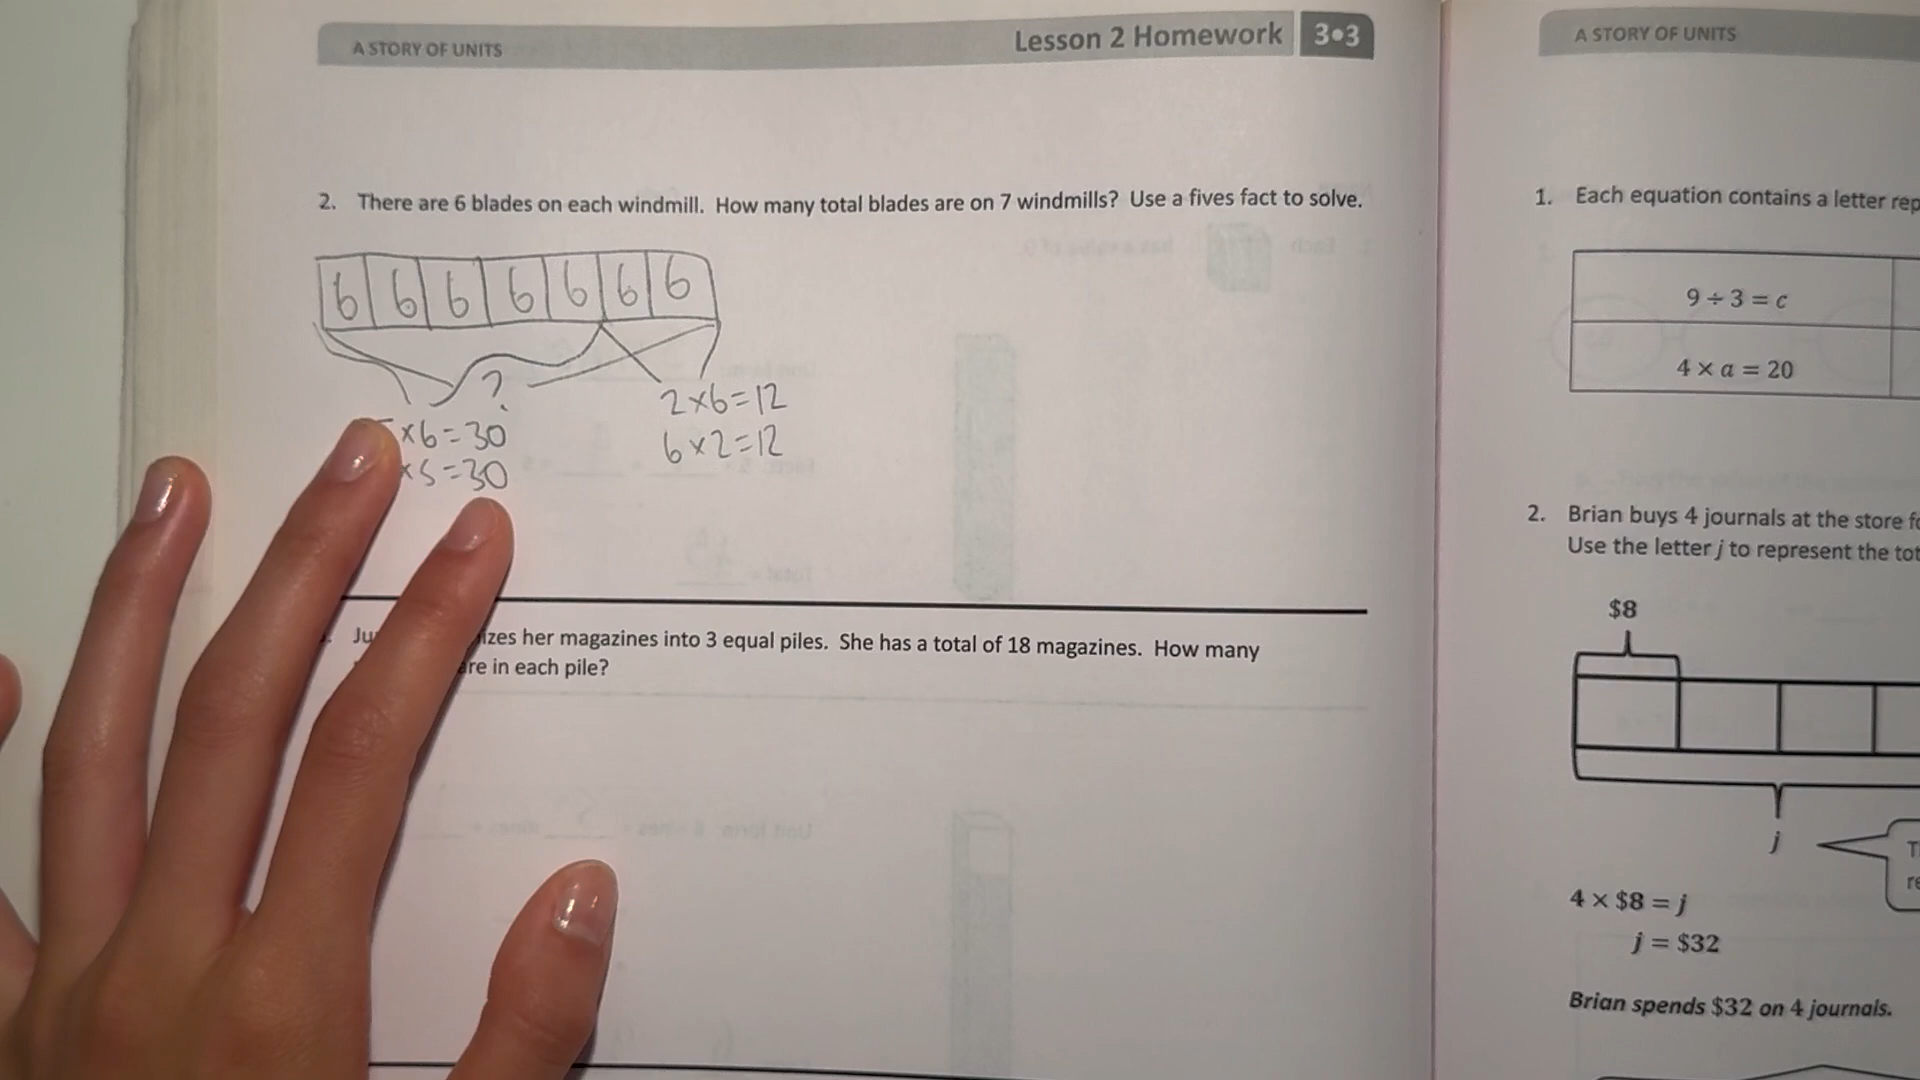 A STORY OF UNITS
Lesson 2 Homework 3•3
2. There are 6 blades on each windmill. How many total blades are on 7 windmills? Use a fives fact to solve.
6 6 6 6 6 6 6
?
×6=30
×5=30
2×6=12
6×2=12
izes her magazines into 3 equal piles. She has a total of 18 magazines. How many
are in each pile?
A STORY OF UNITS
1. Each equation contains a letter rep
9 ÷ 3 = c
4 × a = 20
2. Brian buys 4 journals at the store fo
Use the letter j to represent the tot
$8
j
4 × $8 = j
j = $32
Brian spends $32 on 4 journals.